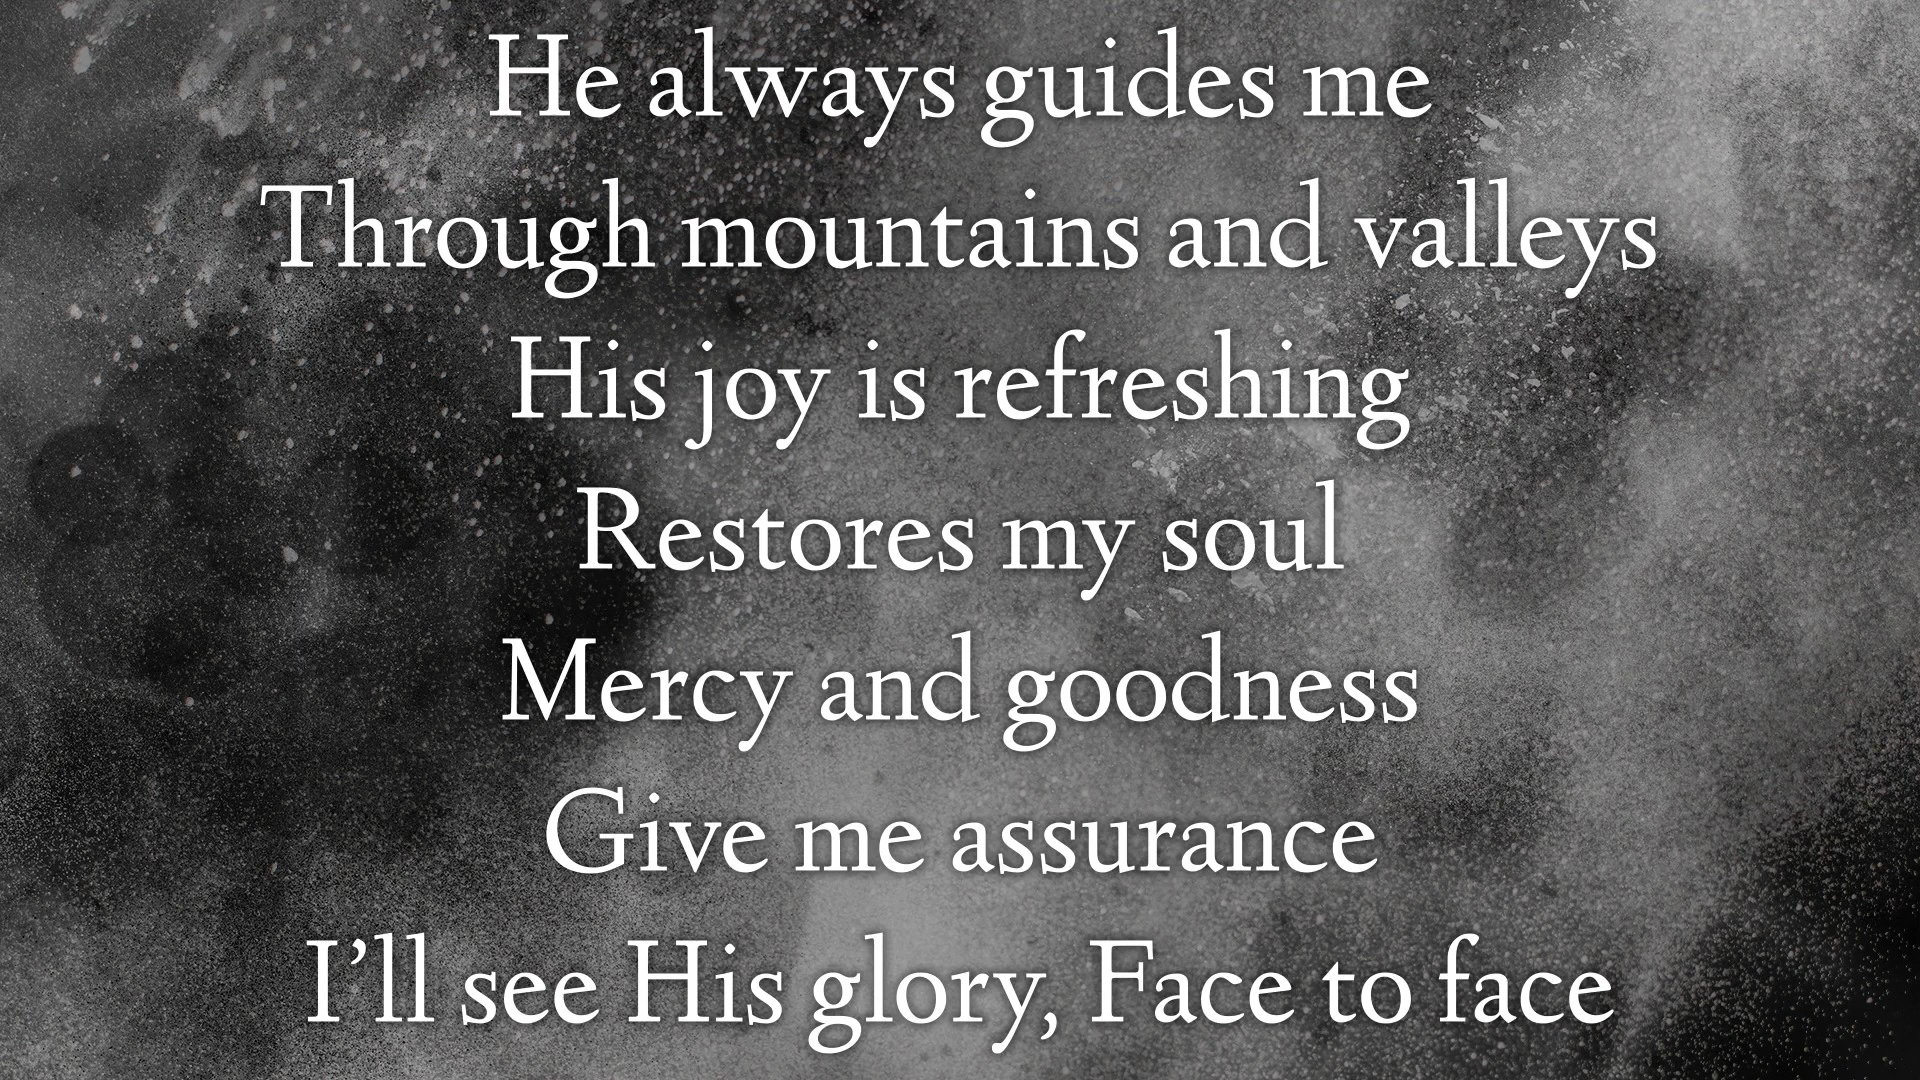 He always guides me
Through mountains and valleys
His joy is refreshing
Restores my soul
Mercy and goodness
Give me assurance
I’ll see His glory, Face to face